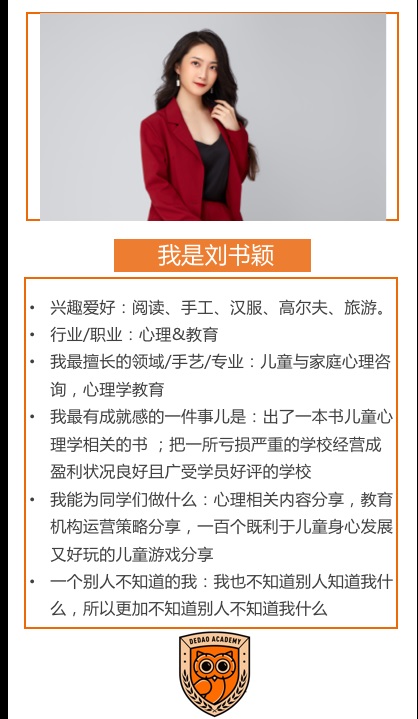 我是刘书颖
• 兴趣爱好：阅读、手工、汉服、高尔夫、旅游。
• 行业/职业：心理&教育
• 我最擅长的领域/手艺/专业：儿童与家庭心理咨
询，心理学教育
• 我最有成就感的一件事儿是：出了一本书儿童心
理学相关的书 ；把一所亏损严重的学校经营成
盈利状况良好且广受学员好评的学校
• 我能为同学们做什么：心理相关内容分享，教育
机构运营策略分享，一百个既利于儿童身心发展
又好玩的儿童游戏分享
• 一个别人不知道的我：我也不知道别人知道我什
么，所以更加不知道别人不知道我什么
DEDAO ACADEMY